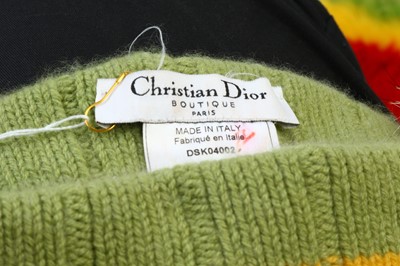 Christian Dior
BOUTIQUE
PARIS
MADE IN ITALY
Fabriqué en Italie
DSK04002